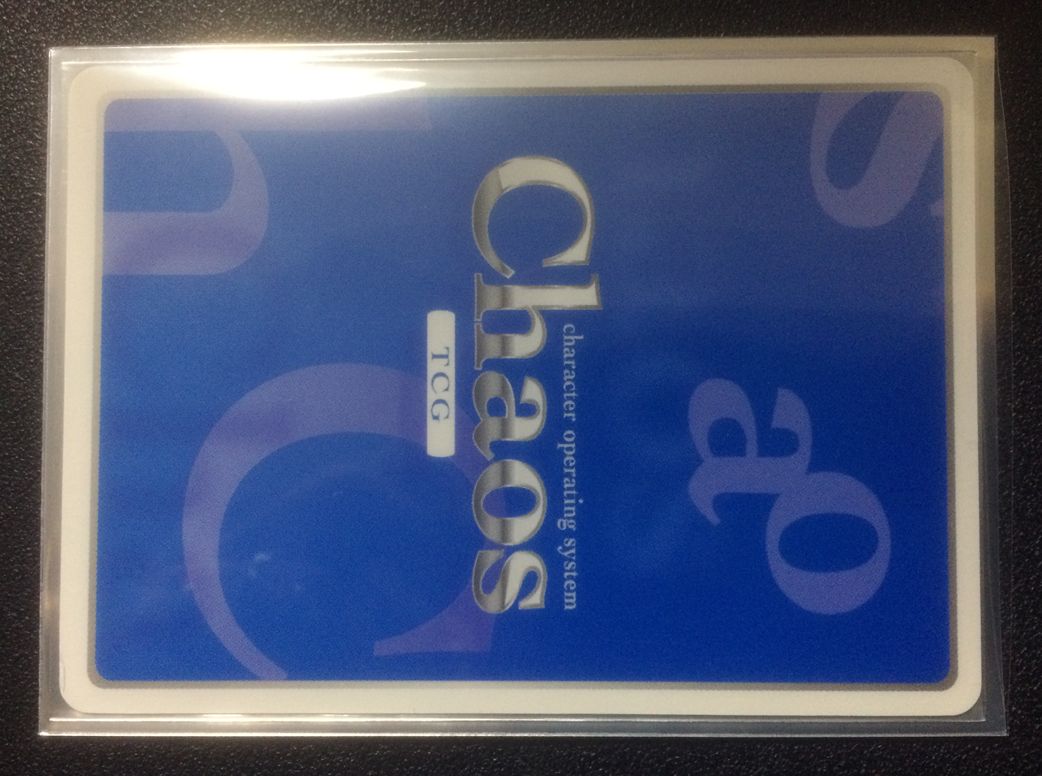 character operating system
Chaos
TCG